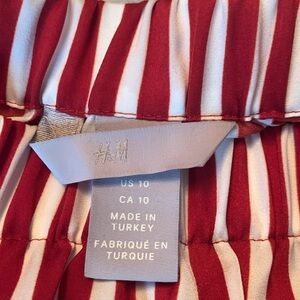 H&M
US 10
CA 10
MADE IN
TURKEY
FABRIQUÉ EN
TURQUIE